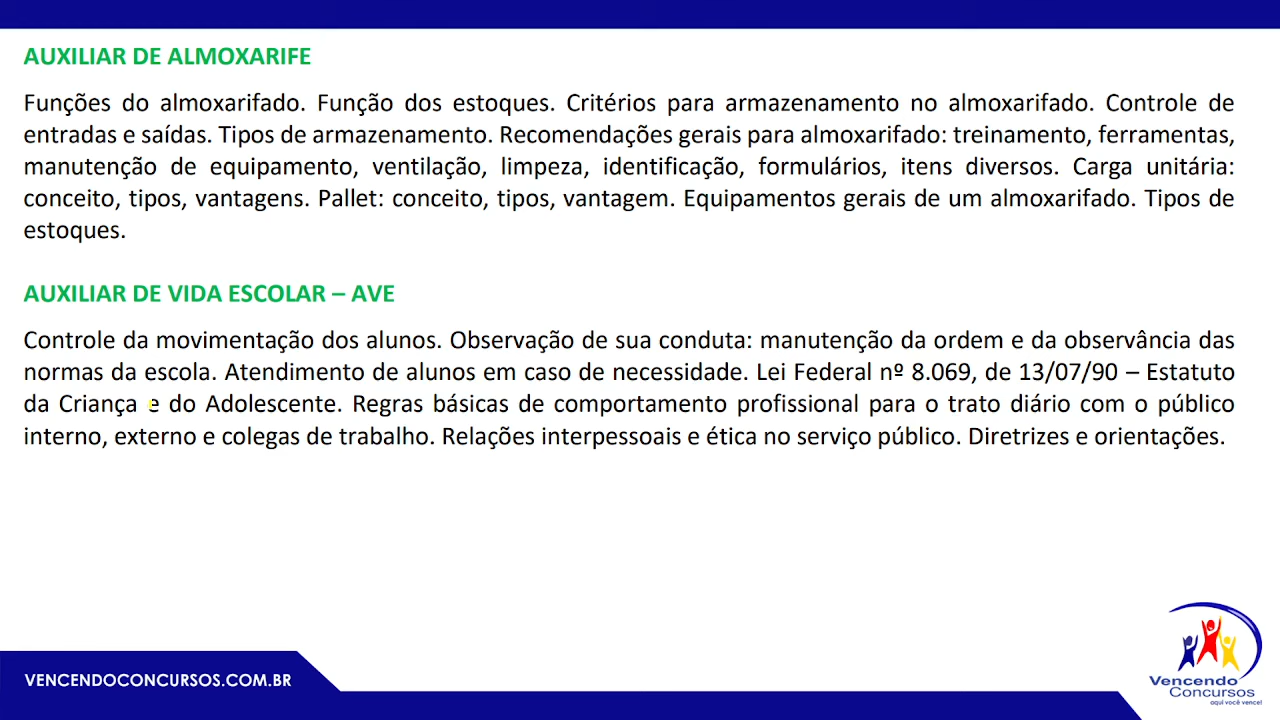 AUXILIAR DE ALMOXARIFE
Funções do almoxarifado. Função dos estoques. Critérios para armazenamento no almoxarifado. Controle de
entradas e saídas. Tipos de armazenamento. Recomendações gerais para almoxarifado: treinamento, ferramentas,
manutenção de equipamento, ventilação, limpeza, identificação, formulários, itens diversos. Carga unitária:
conceito, tipos, vantagens. Pallet: conceito, tipos, vantagem. Equipamentos gerais de um almoxarifado. Tipos de
estoques.
AUXILIAR DE VIDA ESCOLAR – AVE
Controle da movimentação dos alunos. Observação de sua conduta: manutenção da ordem e da observância das
normas da escola. Atendimento de alunos em caso de necessidade. Lei Federal nº 8.069, de 13/07/90 – Estatuto
da Criança e do Adolescente. Regras básicas de comportamento profissional para o trato diário com o público
interno, externo e colegas de trabalho. Relações interpessoais e ética no serviço público. Diretrizes e orientações.
VENCENDOCONCURSOS.COM.BR
Vencendo
Concursos
aqui você vence!